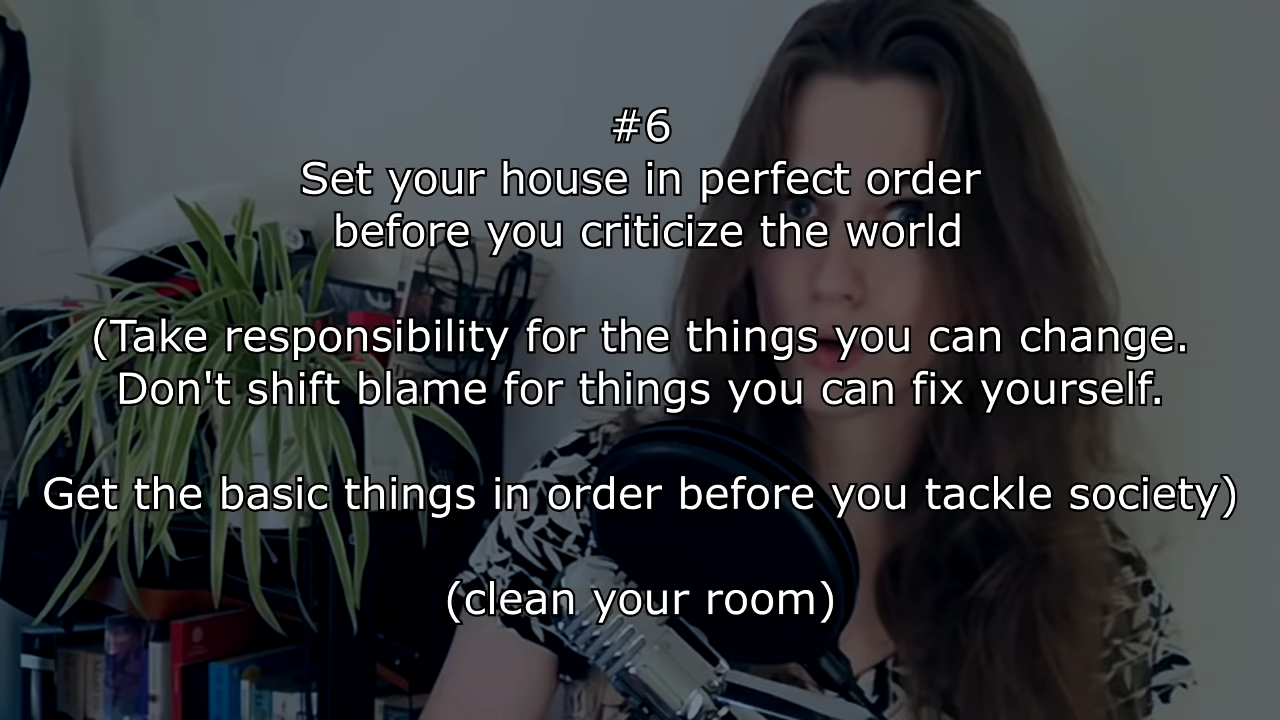 #6
Set your house in perfect order
before you criticize the world
(Take responsibility for the things you can change.
Don't shift blame for things you can fix yourself.
Get the basic things in order before you tackle society)
(clean your room)